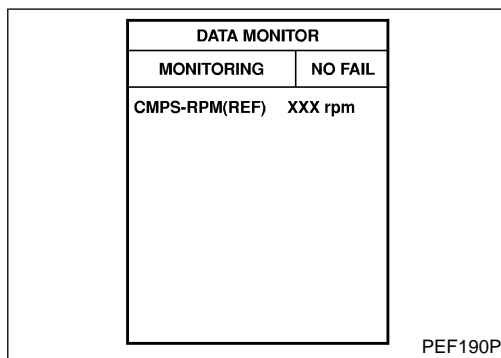 DATA MONITOR
MONITORING NO FAIL
CMPS-RPM(REF) XXX rpm
PEF190P